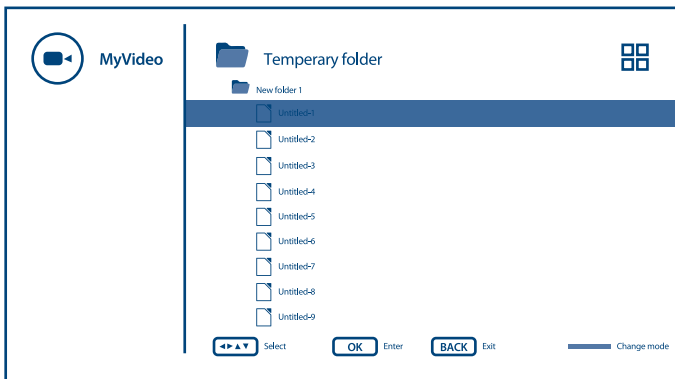 MyVideo
Temperary folder
New folder 1
Untitled-1
Untitled-2
Untitled-3
Untitled-4
Untitled-5
Untitled-6
Untitled-7
Untitled-8
Untitled-9
Select OK Enter BACK Exit Change mode